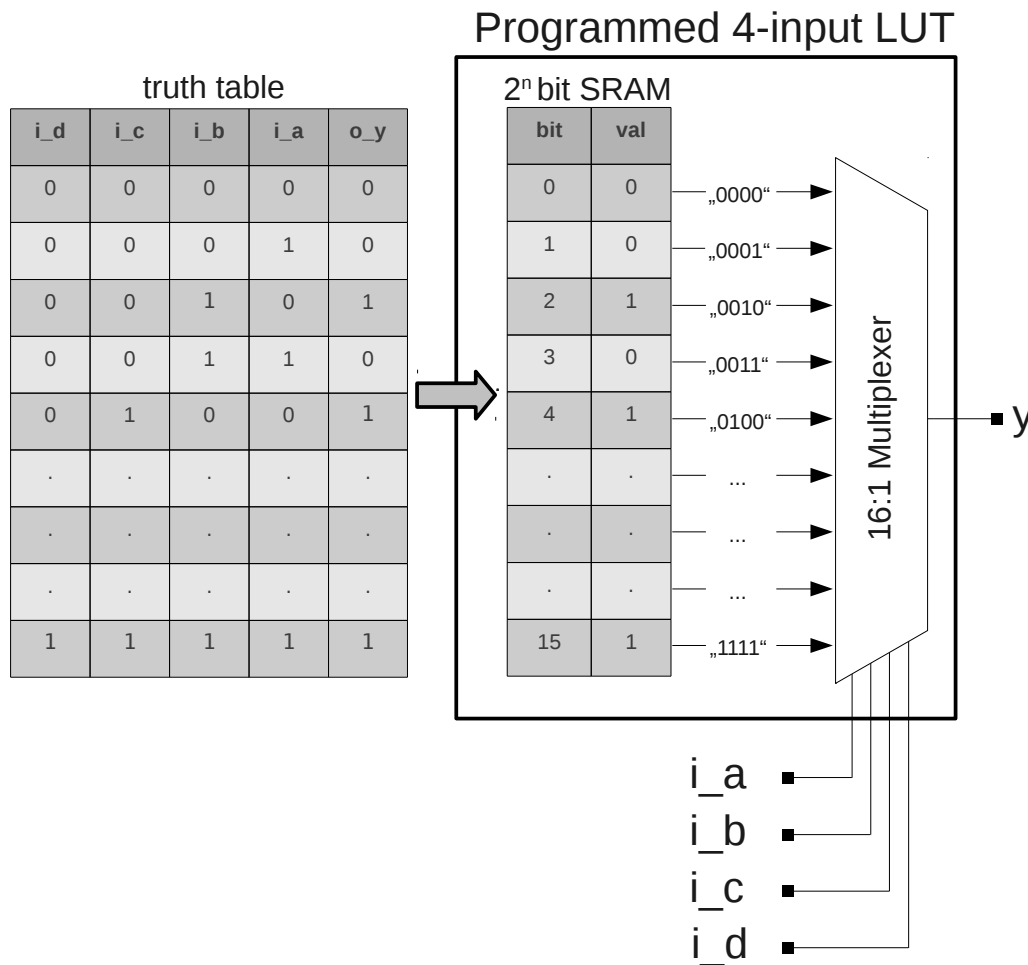 Programmed 4-input LUT
truth table
i_d i_c i_b i_a o_y
0 0 0 0 0
0 0 0 1 0
0 0 1 0 1
0 0 1 1 0
0 1 0 0 1
. . . . .
. . . . .
. . . . .
1 1 1 1 1
2ⁿ bit SRAM
bit val
0 0 „0000“
1 0 „0001“
2 1 „0010“
3 0 „0011“
4 1 „0100“
. . ...
. . ...
. . ...
15 1 „1111“
16:1 Multiplexer
y
i_a
i_b
i_c
i_d